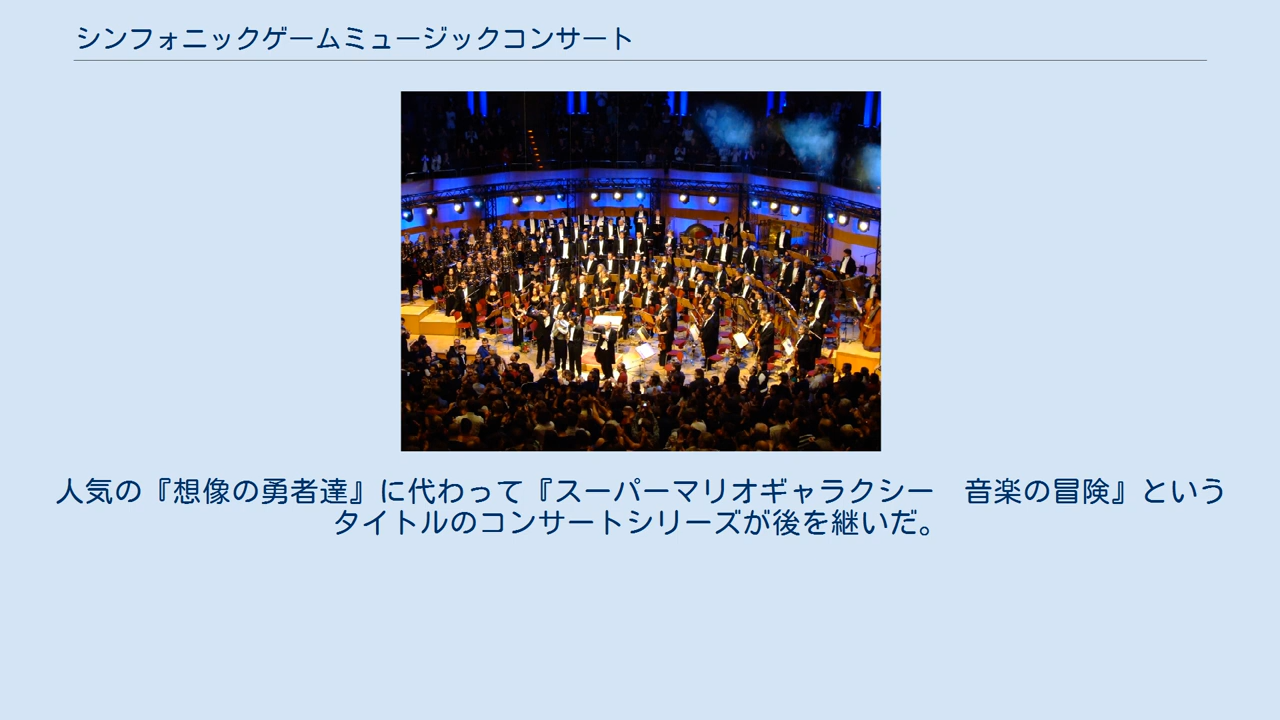 シンフォニックゲームミュージックコンサート
人気の『想像の勇者達』に代わって『スーパーマリオギャラクシー　音楽の冒険』という
タイトルのコンサートシリーズが後を継いだ。